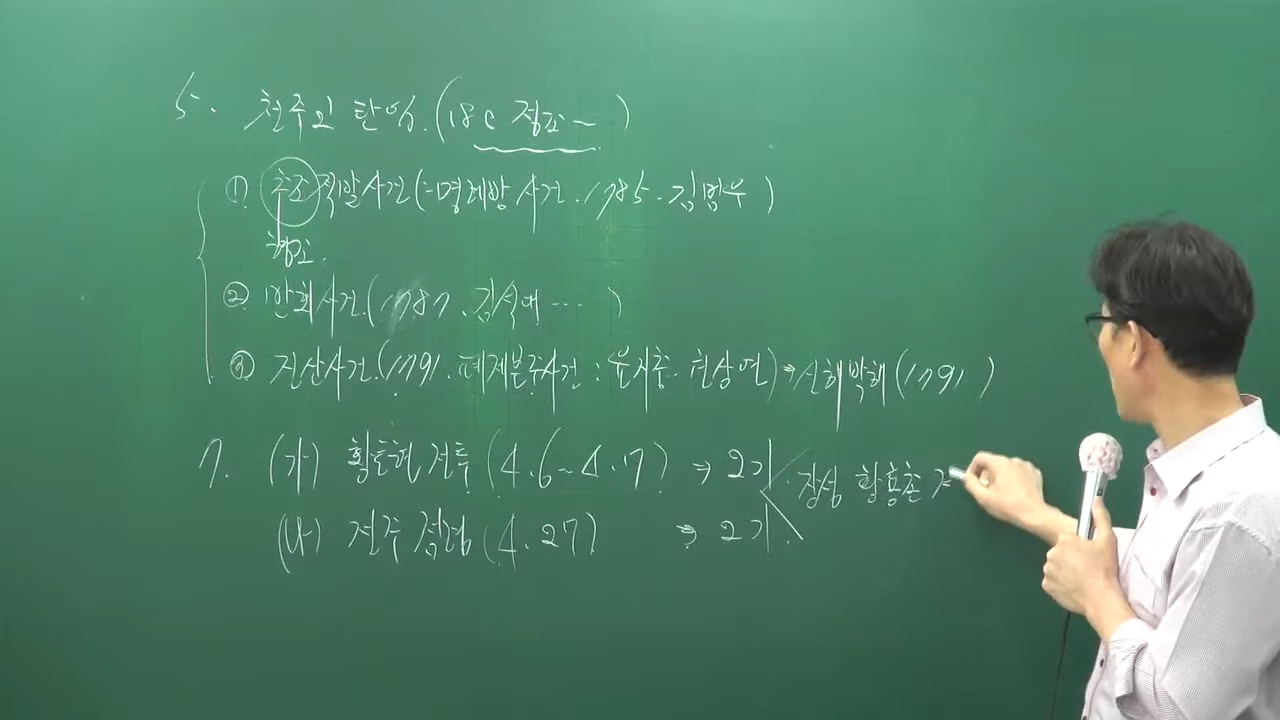 5. 천주교 탄압.(18C 정조~)
① 추조적발사건(=명례방 사건. 1785. 김범우)
형조.
② 반회사건.(1787. 김석태 …)
③ 진산사건.(1791. 폐제분주사건 : 윤지충. 권상연) ⇒ 신해박해(1791)
7. (가) 황토현 전투 (4.6~4.7) ⇒ 2기. 장성 황룡촌 저
(나) 전주 점령 (4.27) ⇒ 2기.